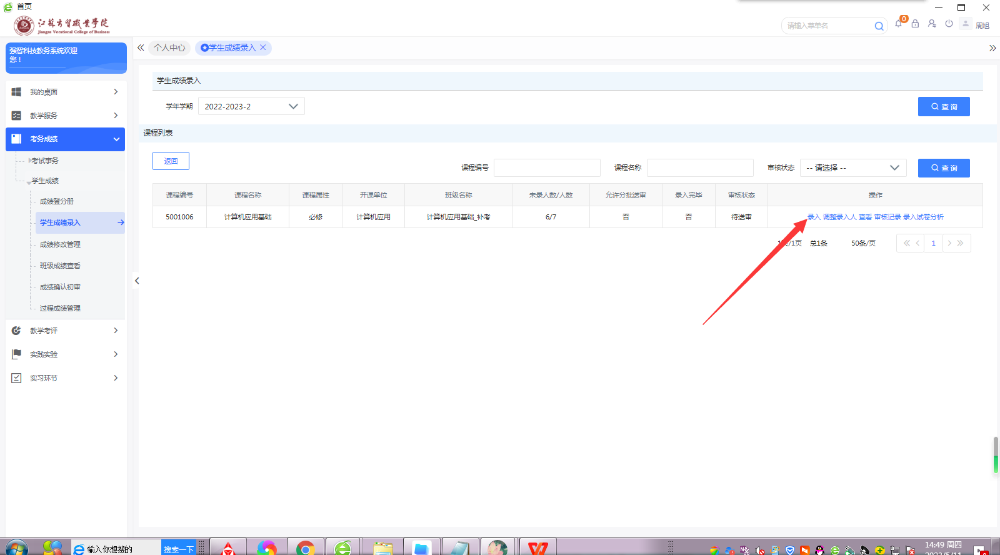 首页
江苏商贸职业学院
Jiangsu Vocational College of Business
请输入菜单名
0
周旭
强智科技教务系统欢迎
您！
个人中心
学生成绩录入
我的桌面
教学服务
考务成绩
考试事务
学生成绩
成绩登分册
学生成绩录入
成绩修改管理
班级成绩查看
成绩确认初审
过程成绩管理
教学考评
实践实验
实习环节
学生成绩录入
学年学期 2022-2023-2 查询
课程列表
返回 课程编号 课程名称 审核状态 -- 请选择 -- 查询
课程编号 课程名称 课程属性 开课单位 班级名称 未录人数/人数 允许分批送审 录入完毕 审核状态 操作
5001006 计算机应用基础 必修 计算机应用 计算机应用基础_补考 6/7 否 否 待送审 录入 调整录入人 查看 审核记录 录入试卷分析
/1页 总1条 50条/页 1
输入你想搜的 搜索一下
14:49 周四